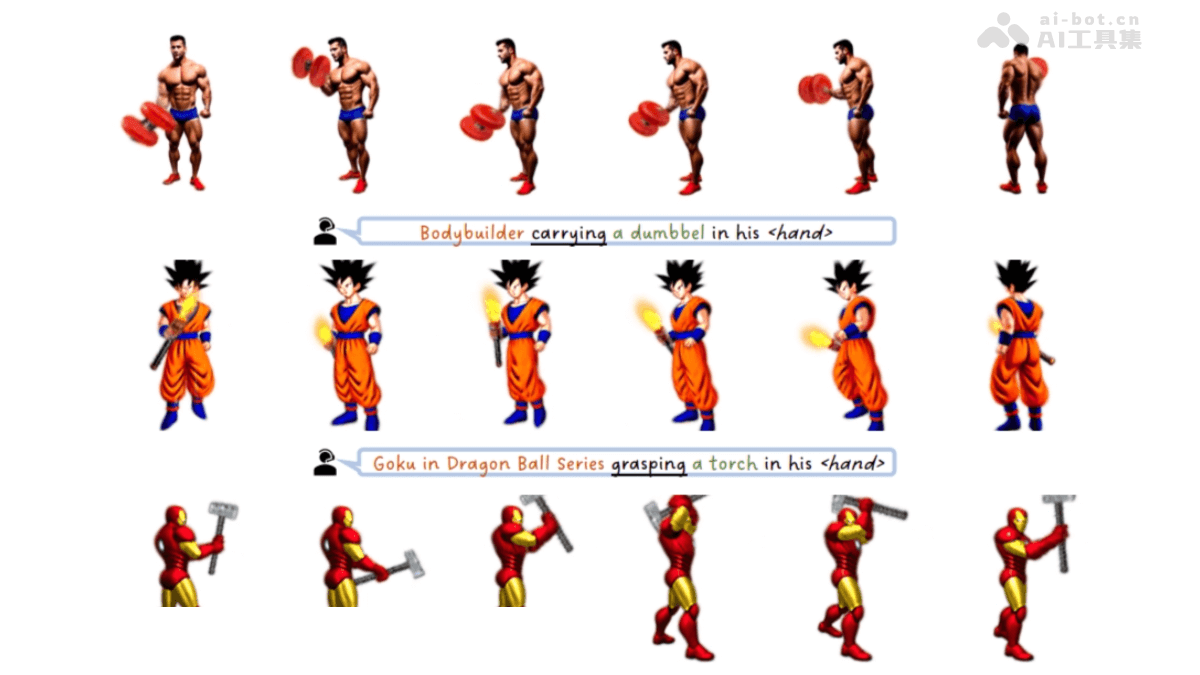 ai-bot.cn
AI工具集
Bodybuilder carrying a dumbbel in his <hand>
Goku in Dragon Ball Series grasping a torch in his <hand>